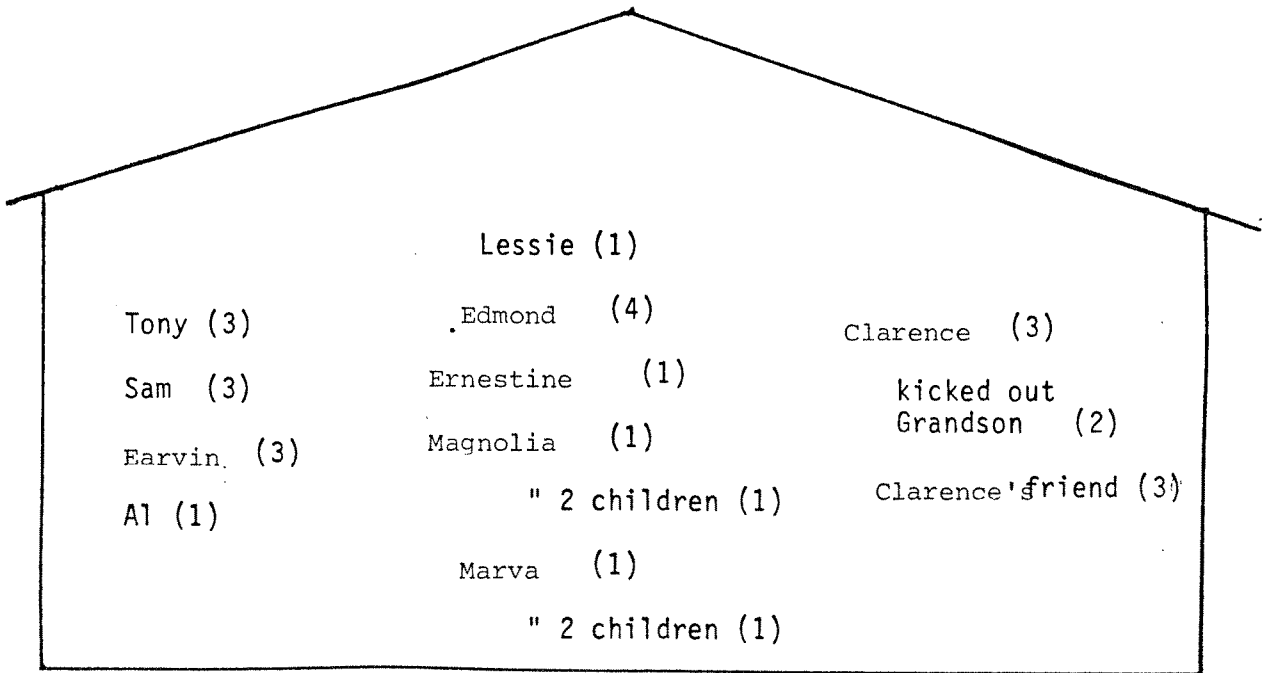 Lessie (1)
Tony (3)
Sam (3)
Earvin. (3)
Al (1)
Edmond (4)
Ernestine (1)
Magnolia (1)
" 2 children (1)
Marva (1)
" 2 children (1)
Clarence (3)
kicked out
Grandson (2)
Clarence's friend (3)